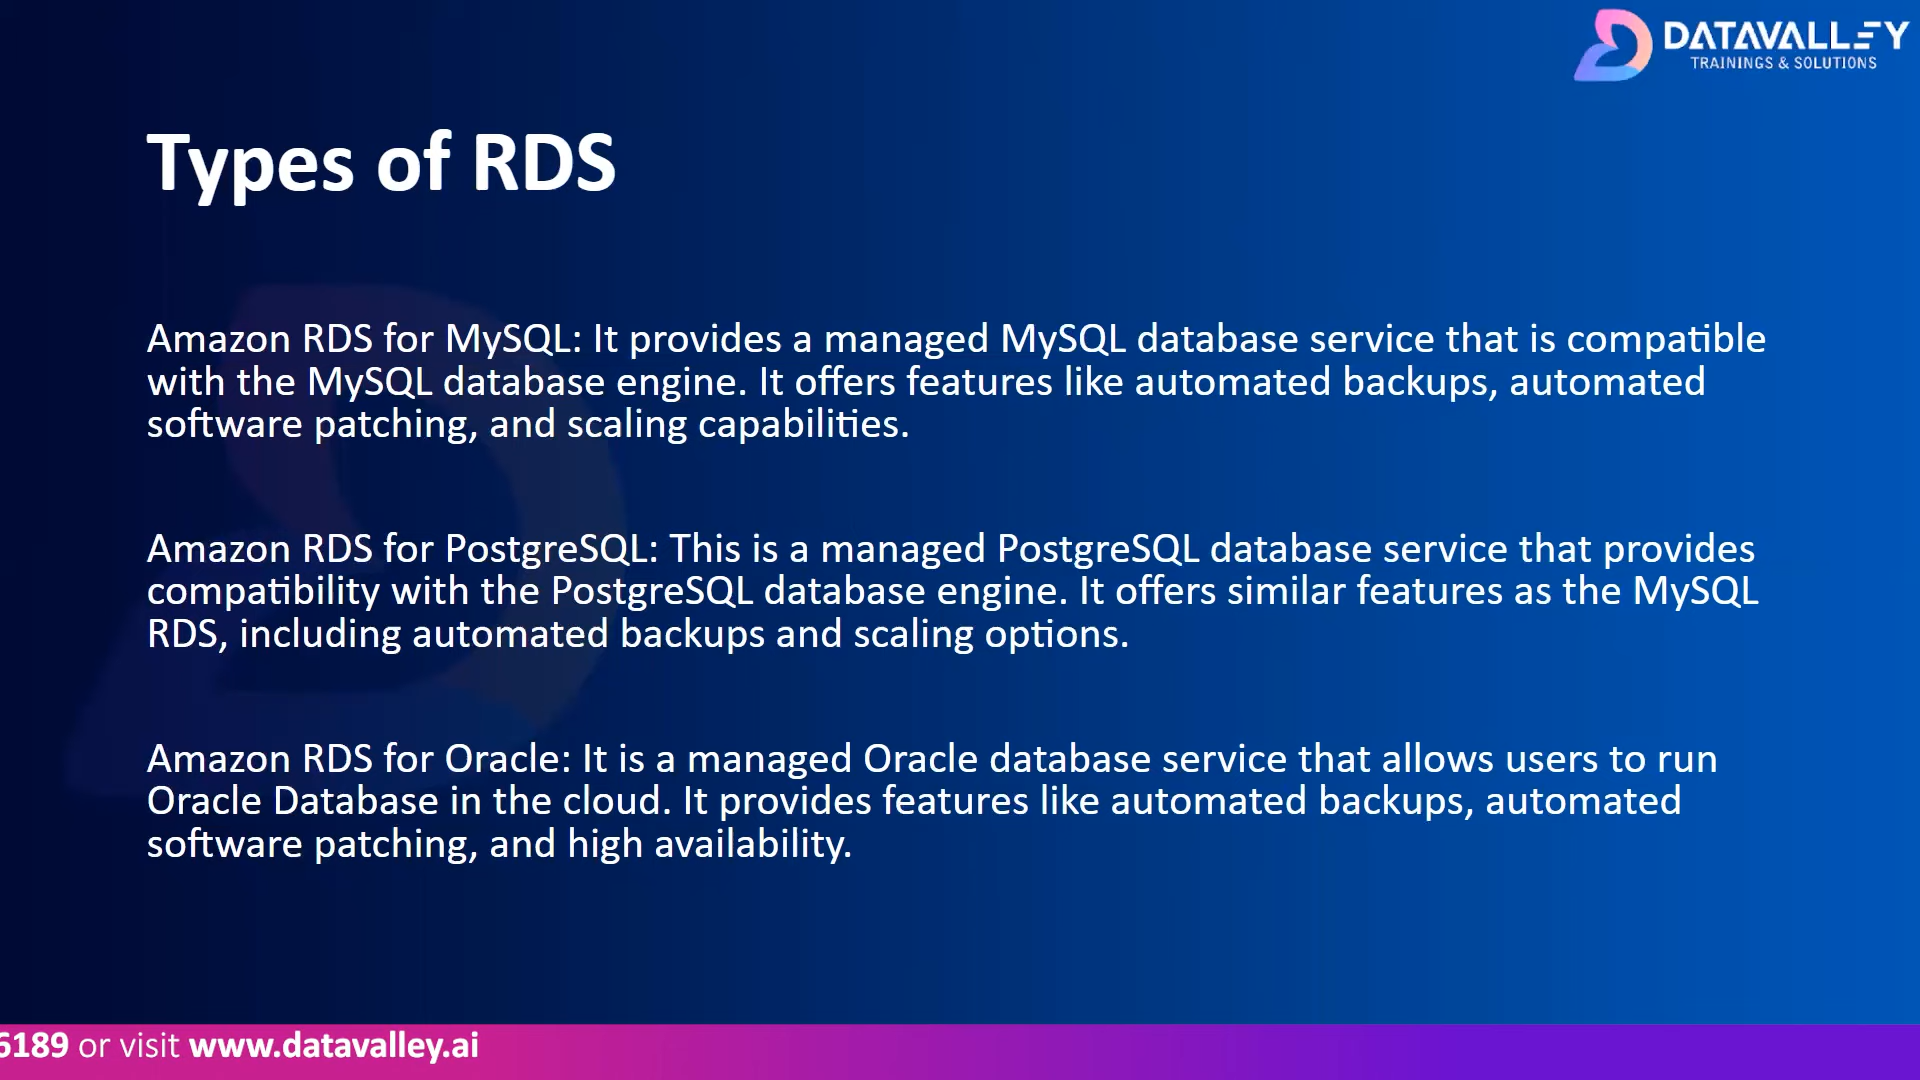 DATAVALLEY
TRAININGS & SOLUTIONS
Types of RDS
Amazon RDS for MySQL: It provides a managed MySQL database service that is compatible
with the MySQL database engine. It offers features like automated backups, automated
software patching, and scaling capabilities.
Amazon RDS for PostgreSQL: This is a managed PostgreSQL database service that provides
compatibility with the PostgreSQL database engine. It offers similar features as the MySQL
RDS, including automated backups and scaling options.
Amazon RDS for Oracle: It is a managed Oracle database service that allows users to run
Oracle Database in the cloud. It provides features like automated backups, automated
software patching, and high availability.
6189 or visit www.datavalley.ai